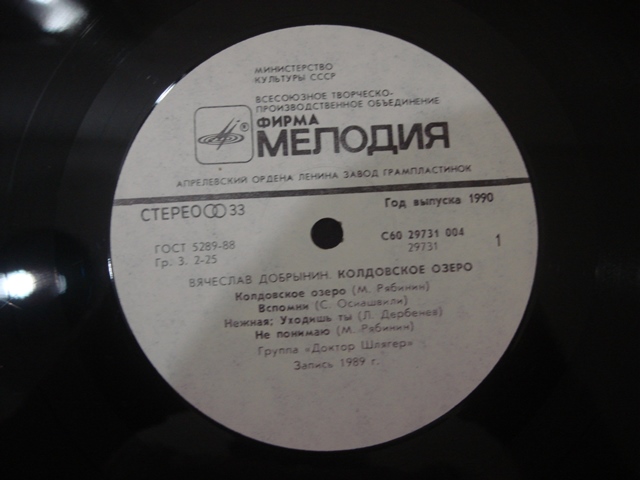 МИНИСТЕРСТВО
КУЛЬТУРЫ СССР
ВСЕСОЮЗНОЕ ТВОРЧЕСКО-
ПРОИЗВОДСТВЕННОЕ ОБЪЕДИНЕНИЕ
®
ФИРМА
МЕЛОДИЯ
АПРЕЛЕВСКИЙ ОРДЕНА ЛЕНИНА ЗАВОД ГРАМПЛАСТИНОК
СТЕРЕО 33
Год выпуска 1990
ГОСТ 5289-88
Гр. 3. 2-25
С60 29731 004
29731
1
ВЯЧЕСЛАВ ДОБРЫНИН. КОЛДОВСКОЕ ОЗЕРО
Колдовское озеро (М. Рябинин)
Вспомни (С. Осиашвили)
Нежная; Уходишь ты (Л. Дербенев)
Не понимаю (М. Рябинин)
Группа «Доктор Шлягер»
Запись 1989 г.